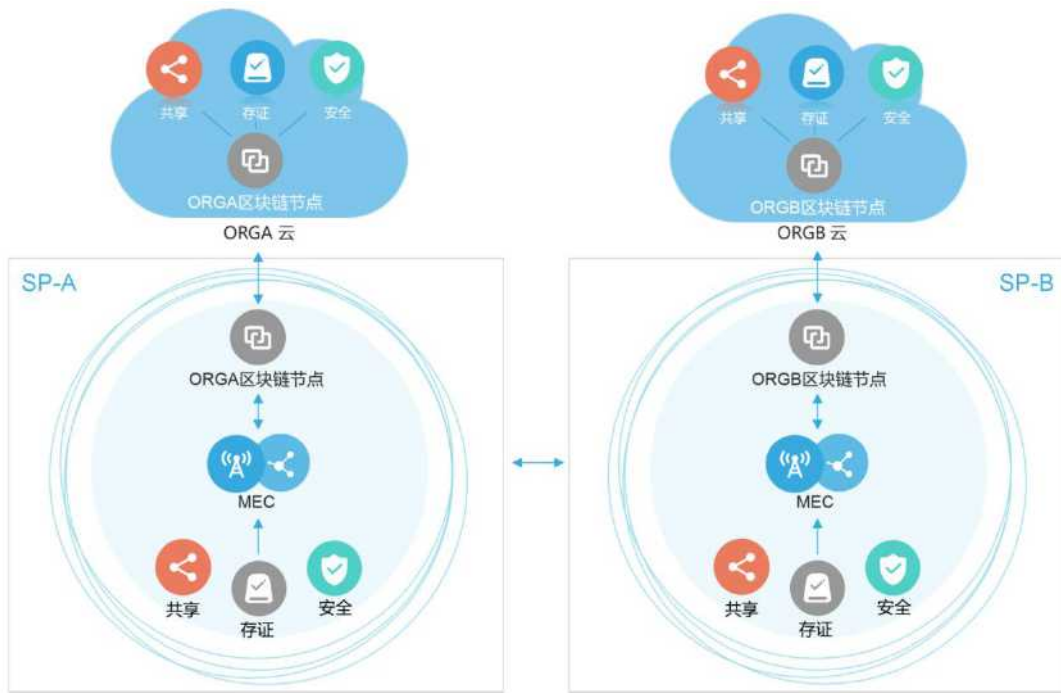 共享
存证
安全
ORGA区块链节点
ORGA 云
共享
存证
安全
ORGB区块链节点
ORGB 云
SP-A
ORGA区块链节点
MEC
共享
存证
安全
SP-B
ORGB区块链节点
MEC
共享
存证
安全